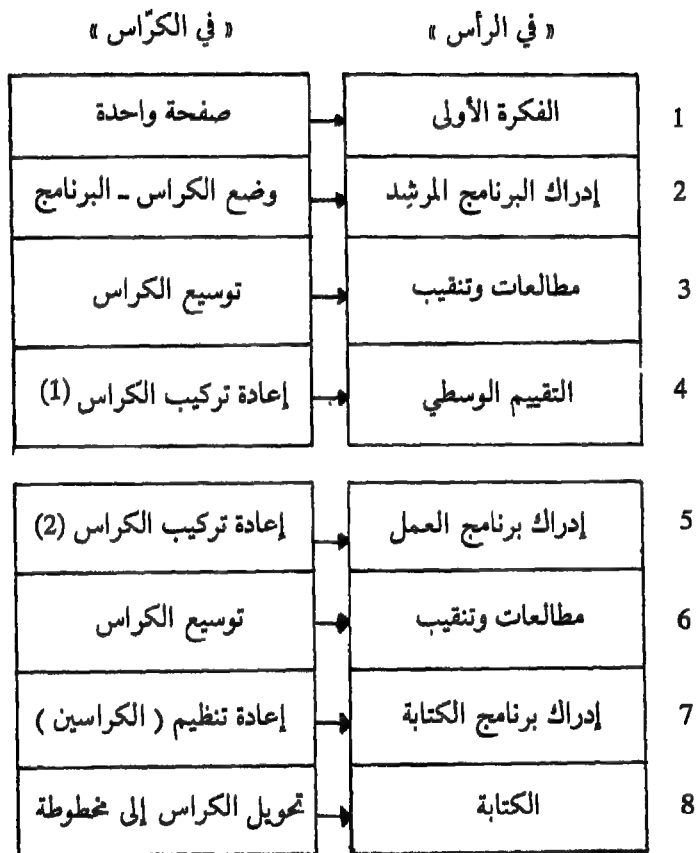 « في الرأس » « في الكرّاس »
1 الفكرة الأولى صفحة واحدة
2 إدراك البرنامج المرشِد وضع الكراس ـ البرنامج
3 مطالعات وتنقيب توسيع الكراس
4 التقييم الوسطي إعادة تركيب الكراس (1)
5 إدراك برنامج العمل إعادة تركيب الكراس (2)
6 مطالعات وتنقيب توسيع الكراس
7 إدراك برنامج الكتابة إعادة تنظيم ( الكراسين )
8 الكتابة تحويل الكراس إلى مخطوطة